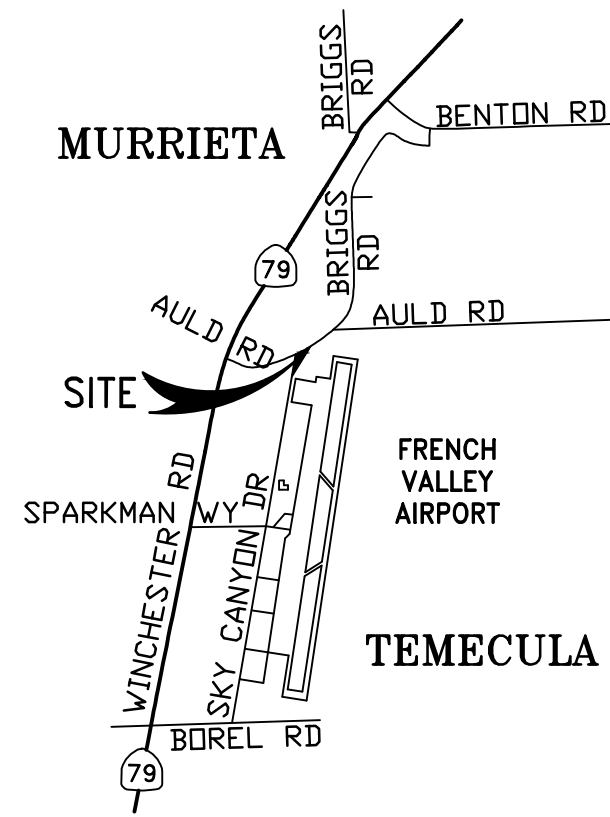 BRIGGS
RD
BENTON RD
MURRIETA
BRIGGS
RD
79
AULD RD
AULD RD
SITE
FRENCH
VALLEY
AIRPORT
WINCHESTER RD
SPARKMAN WY
SKY CANYON DR
TEMECULA
BOREL RD
79